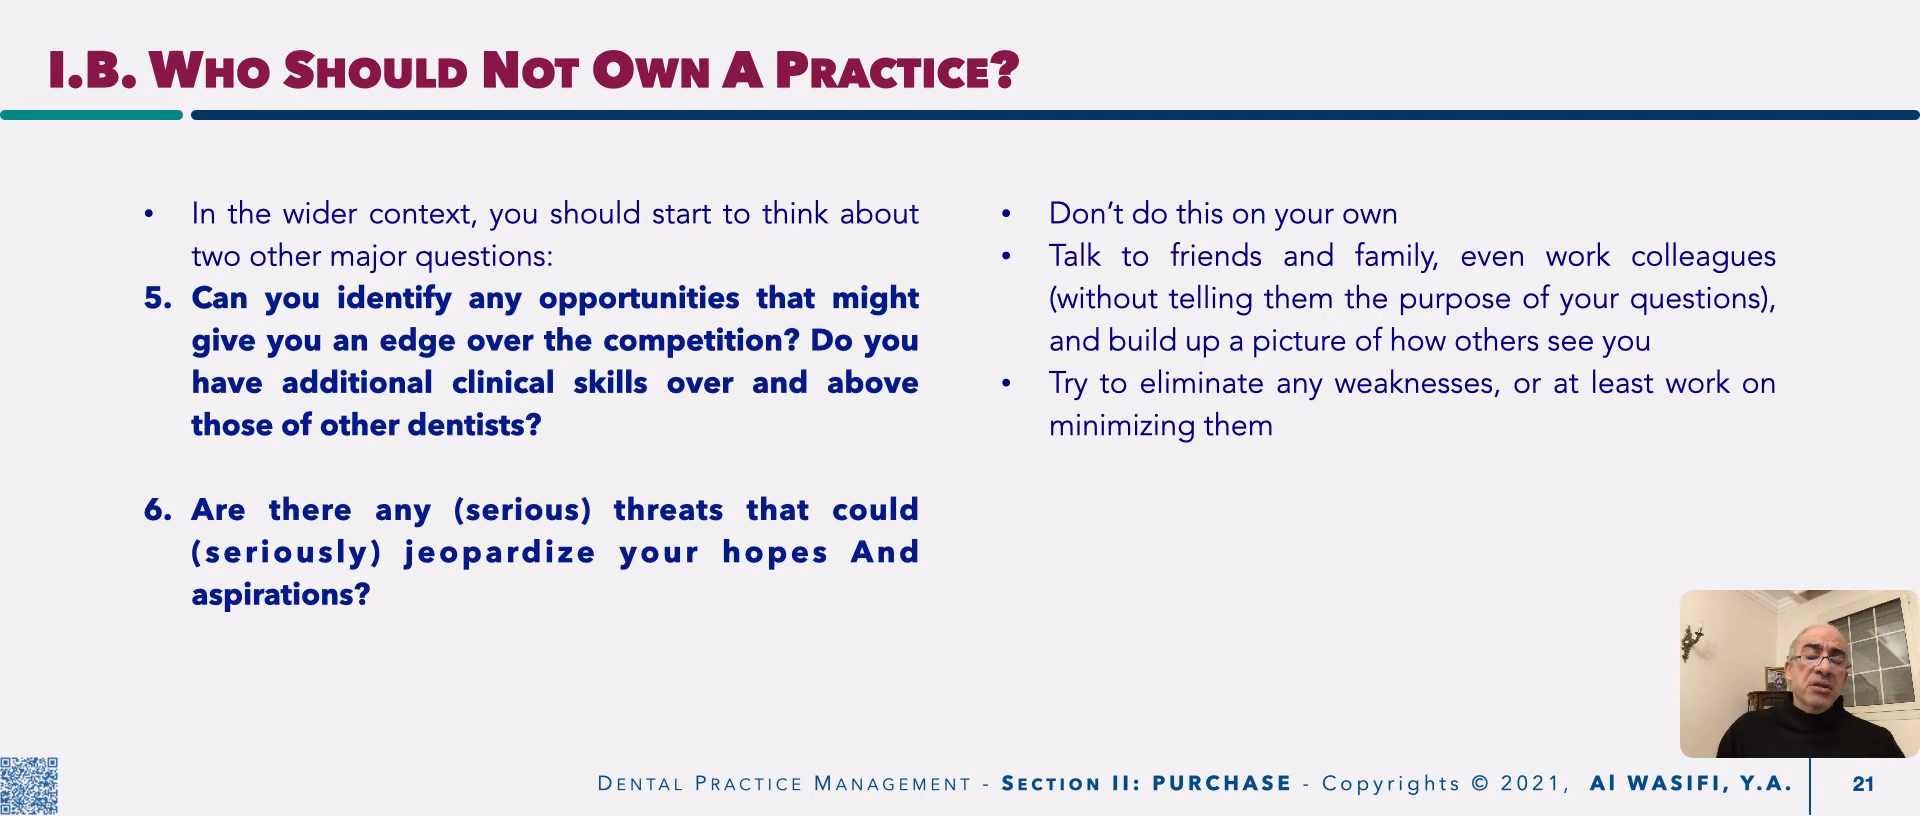 I.B. WHO SHOULD NOT OWN A PRACTICE?
• In the wider context, you should start to think about
two other major questions:
5. Can you identify any opportunities that might
give you an edge over the competition? Do you
have additional clinical skills over and above
those of other dentists?
6. Are there any (serious) threats that could
(seriously) jeopardize your hopes And
aspirations?
• Don’t do this on your own
• Talk to friends and family, even work colleagues
(without telling them the purpose of your questions),
and build up a picture of how others see you
• Try to eliminate any weaknesses, or at least work on
minimizing them
DENTAL PRACTICE MANAGEMENT - SECTION II: PURCHASE - Copyrights © 2021, Al WASIFI, Y.A. 21